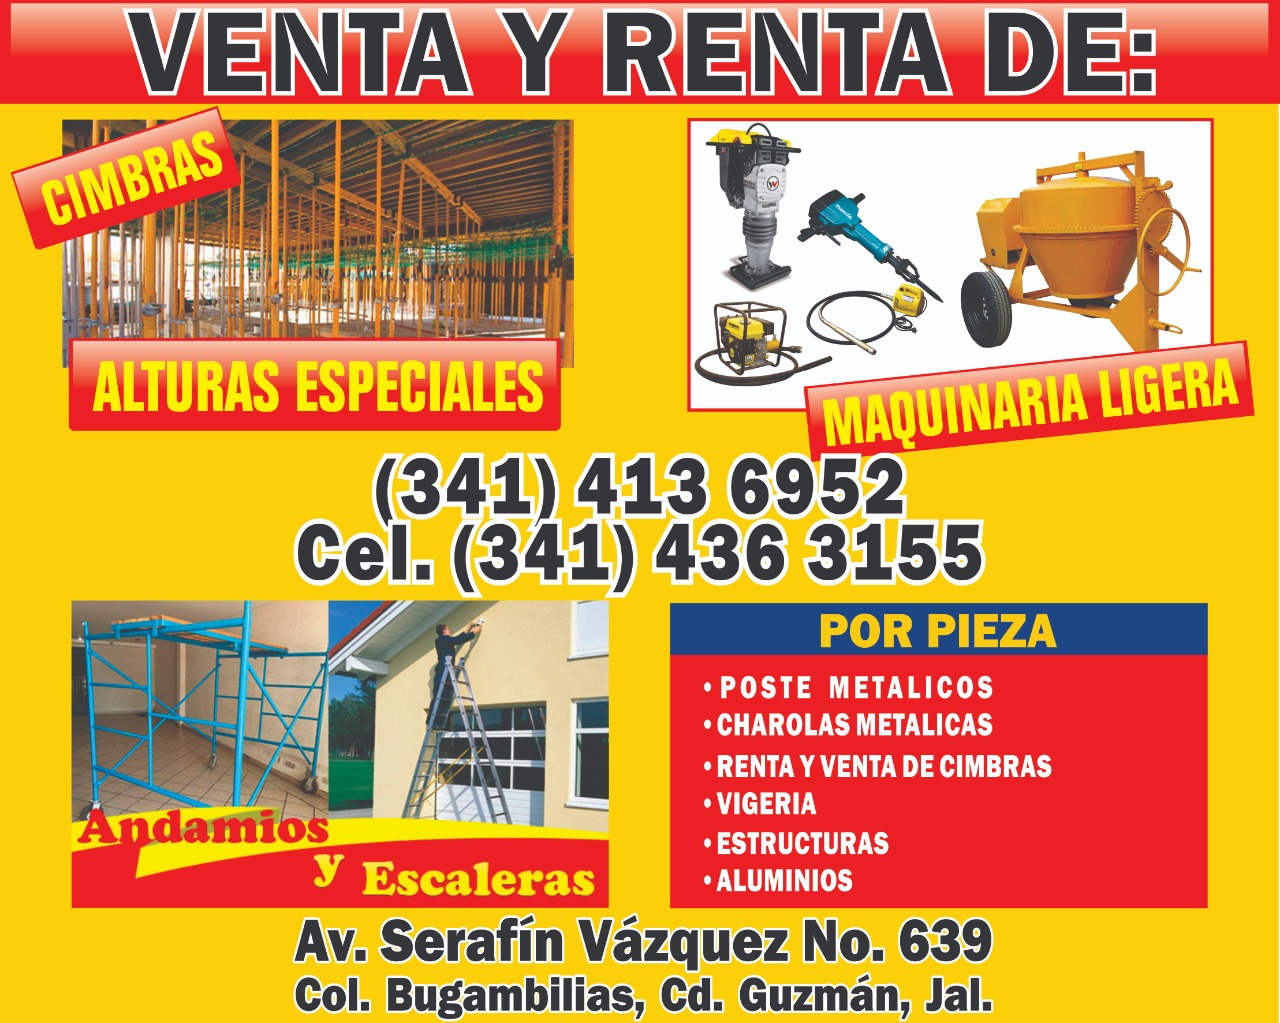 VENTA Y RENTA DE:
CIMBRAS
ALTURAS ESPECIALES
W
makita
MAQUINARIA LIGERA
(341) 413 6952
Cel. (341) 436 3155
Andamios
y Escaleras
POR PIEZA
• POSTE METALICOS
• CHAROLAS METALICAS
• RENTA Y VENTA DE CIMBRAS
• VIGERIA
• ESTRUCTURAS
• ALUMINIOS
Av. Serafín Vázquez No. 639
Col. Bugambilias, Cd. Guzmán, Jal.